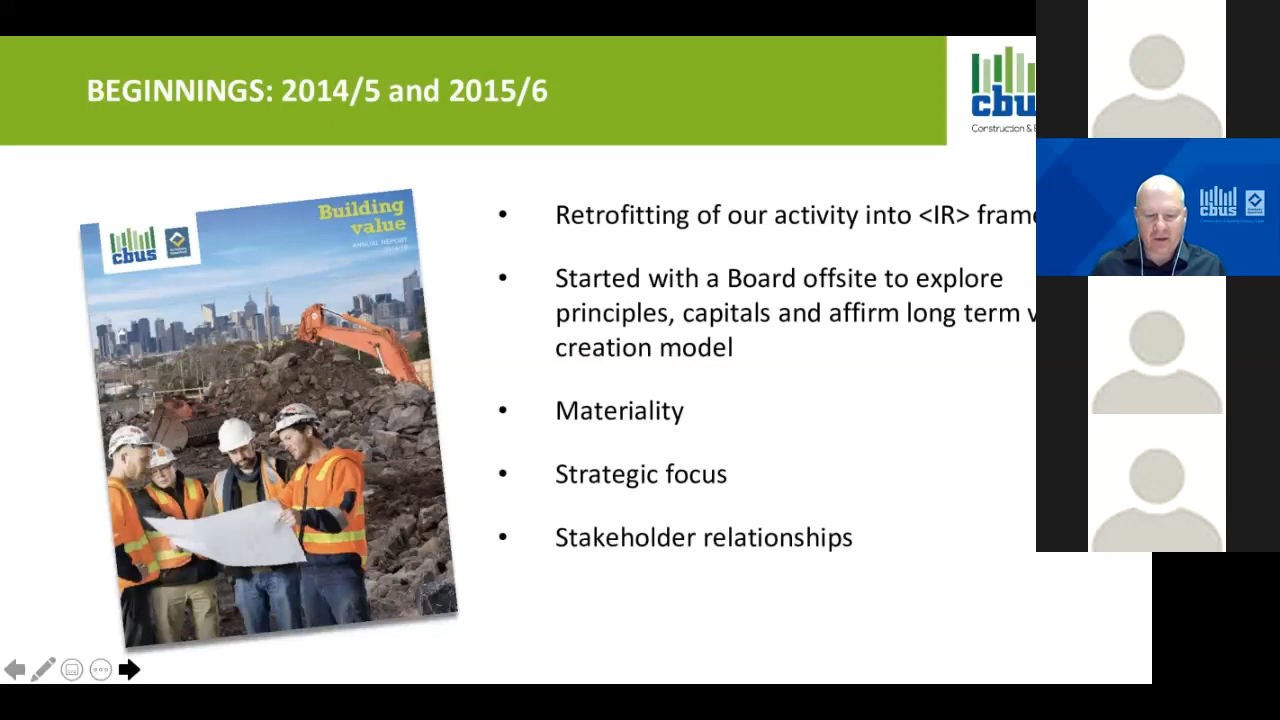 BEGINNINGS: 2014/5 and 2015/6
cbus
Construction &
Building
value
ANNUAL REPORT
cbus
• Retrofitting of our activity into <IR> frame
• Started with a Board offsite to explore
principles, capitals and affirm long term v
creation model
• Materiality
• Strategic focus
• Stakeholder relationships
cbus